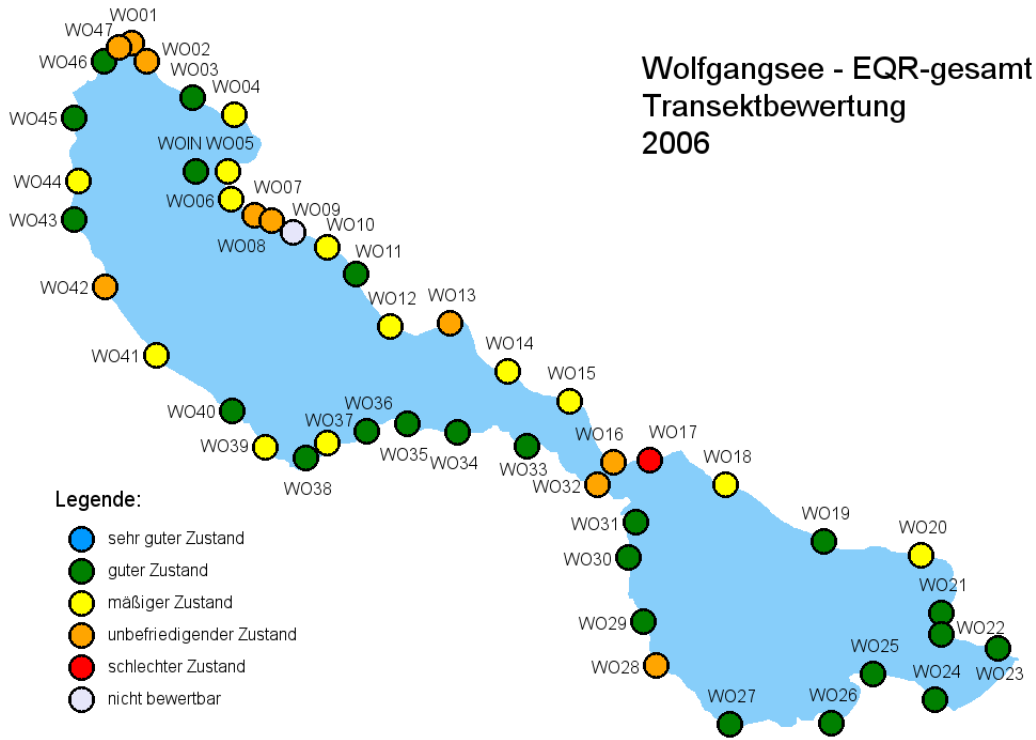 Wolfgangsee - EQR-gesamt
Transektbewertung
2006
WO01
WO47
WO02
WO46
WO03
WO04
WO45
WOIN
WO05
WO44
WO06
WO07
WO43
WO09
WO08
WO10
WO11
WO42
WO12
WO13
WO41
WO14
WO15
WO40
WO36
WO37
WO39
WO35
WO34
WO33
WO38
WO16
WO17
WO32
WO18
WO31
WO19
WO20
WO30
WO21
WO29
WO22
WO28
WO25
WO23
WO24
WO27
WO26
Legende:
sehr guter Zustand
guter Zustand
mäßiger Zustand
unbefriedigender Zustand
schlechter Zustand
nicht bewertbar